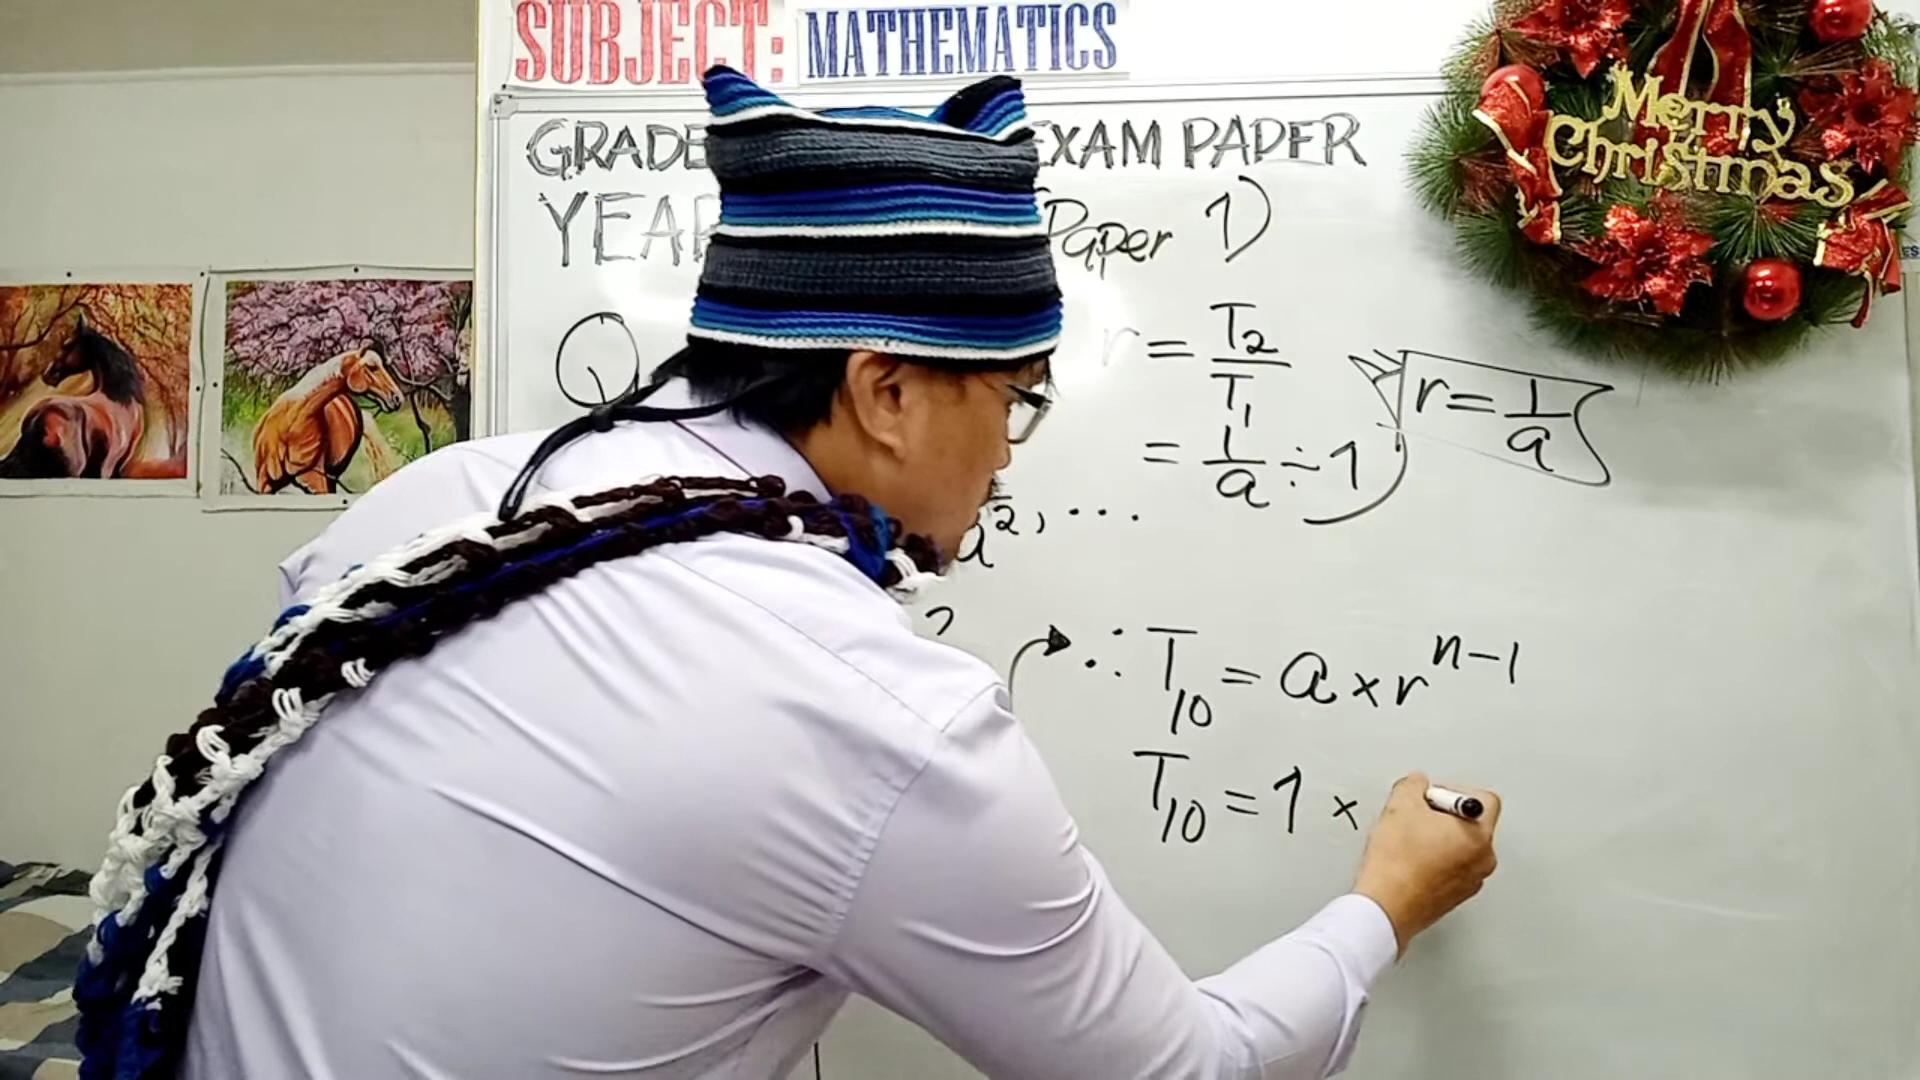 SUBJECT: MATHEMATICS
GRADE EXAM PAPER
YEAR (Paper 1)
Q
r = T₂/T₁
= 1/a ÷ 1
r = 1/a
a², ...
∴ T₁₀ = a × r^(n-1)
T₁₀ = 1 ×
Merry
Christmas